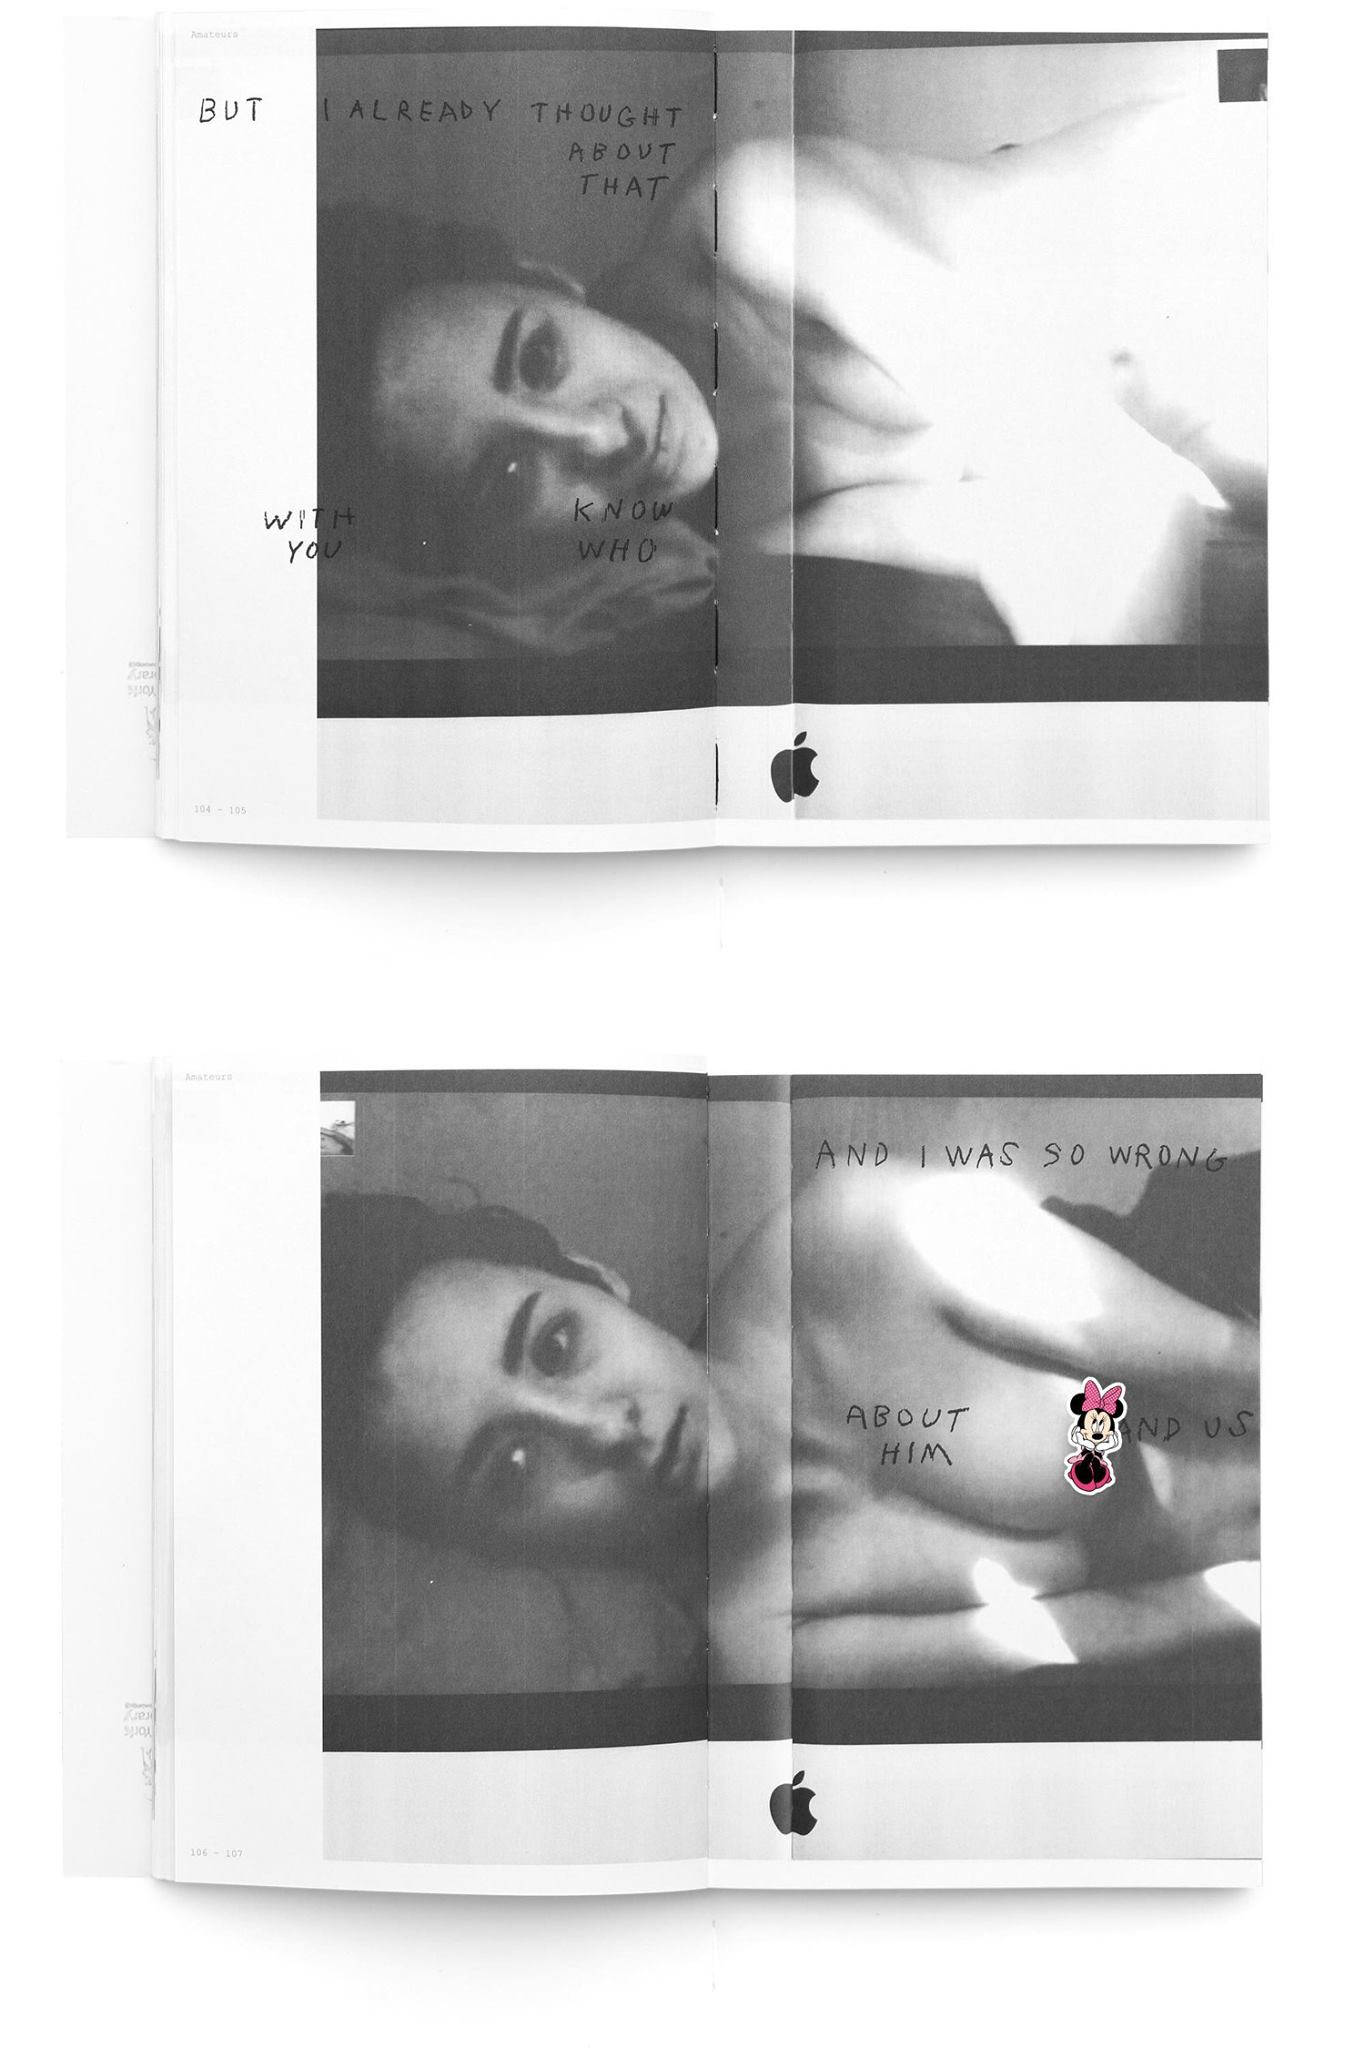 Amateurs
BUT I ALREADY THOUGHT
ABOUT
THAT
WITH KNOW
YOU WHO
104 – 105
Amateurs
AND I WAS SO WRONG
ABOUT AND US
HIM
106 – 107